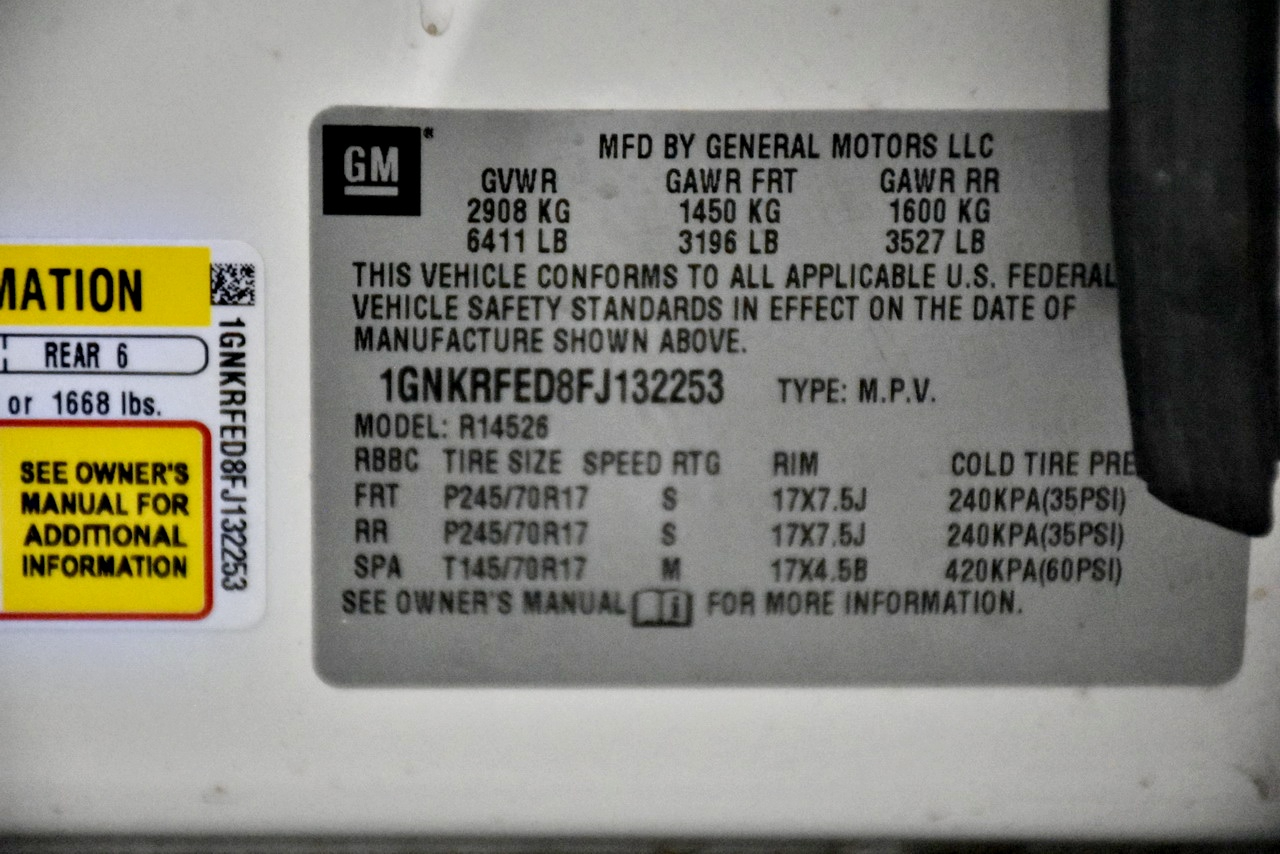 MATION
REAR 6
or 1668 lbs.
SEE OWNER'S
MANUAL FOR
ADDITIONAL
INFORMATION
1GNKRFED8FJ132253
GM®
MFD BY GENERAL MOTORS LLC
GVWR GAWR FRT GAWR RR
2908 KG 1450 KG 1600 KG
6411 LB 3196 LB 3527 LB
THIS VEHICLE CONFORMS TO ALL APPLICABLE U.S. FEDERAL
VEHICLE SAFETY STANDARDS IN EFFECT ON THE DATE OF
MANUFACTURE SHOWN ABOVE.
1GNKRFED8FJ132253 TYPE: M.P.V.
MODEL: R14526
RBBC TIRE SIZE SPEED RTG RIM COLD TIRE PRE
FRT P245/70R17 S 17X7.5J 240KPA(35PSI)
RR P245/70R17 S 17X7.5J 240KPA(35PSI)
SPA T145/70R17 M 17X4.5B 420KPA(60PSI)
SEE OWNER'S MANUAL FOR MORE INFORMATION.